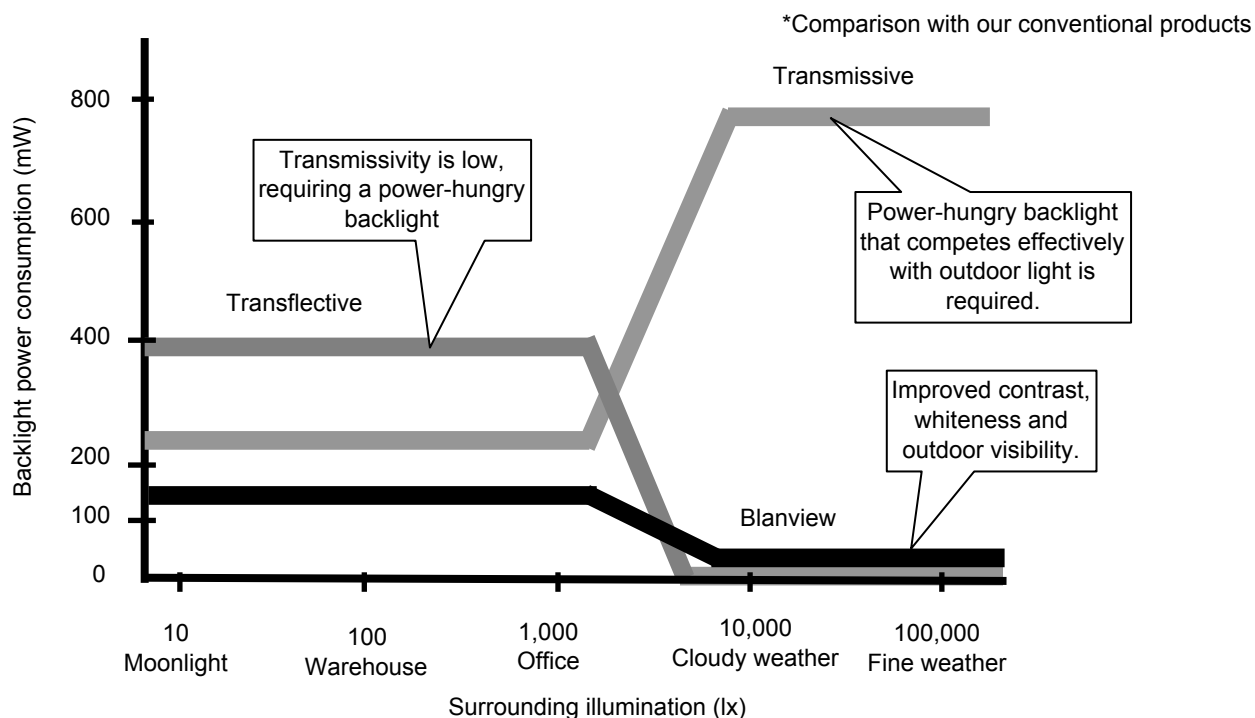 *Comparison with our conventional products
Transmissive
800
Transmissivity is low,
requiring a power-hungry
backlight
Power-hungry backlight
that competes effectively
with outdoor light is
required.
600
Transflective
400
Improved contrast,
whiteness and
outdoor visibility.
200
100
Blanview
0
Backlight power consumption (mW)
10
Moonlight
100
Warehouse
1,000
Office
10,000
Cloudy weather
100,000
Fine weather
Surrounding illumination (lx)